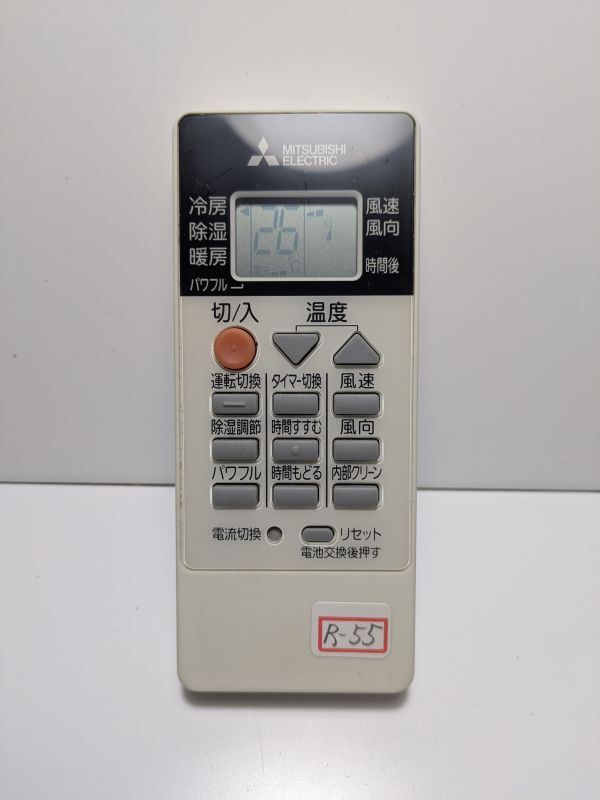 MITSUBISHI
ELECTRIC
冷房
除湿
暖房
パワフル
26
℃
風速
風向
時間後
切/入
温度
運転切換 タイマー切換 風速
除湿調節 時間すすむ 風向
パワフル 時間もどる 内部クリーン
電流切換 リセット
電池交換後押す
R-55